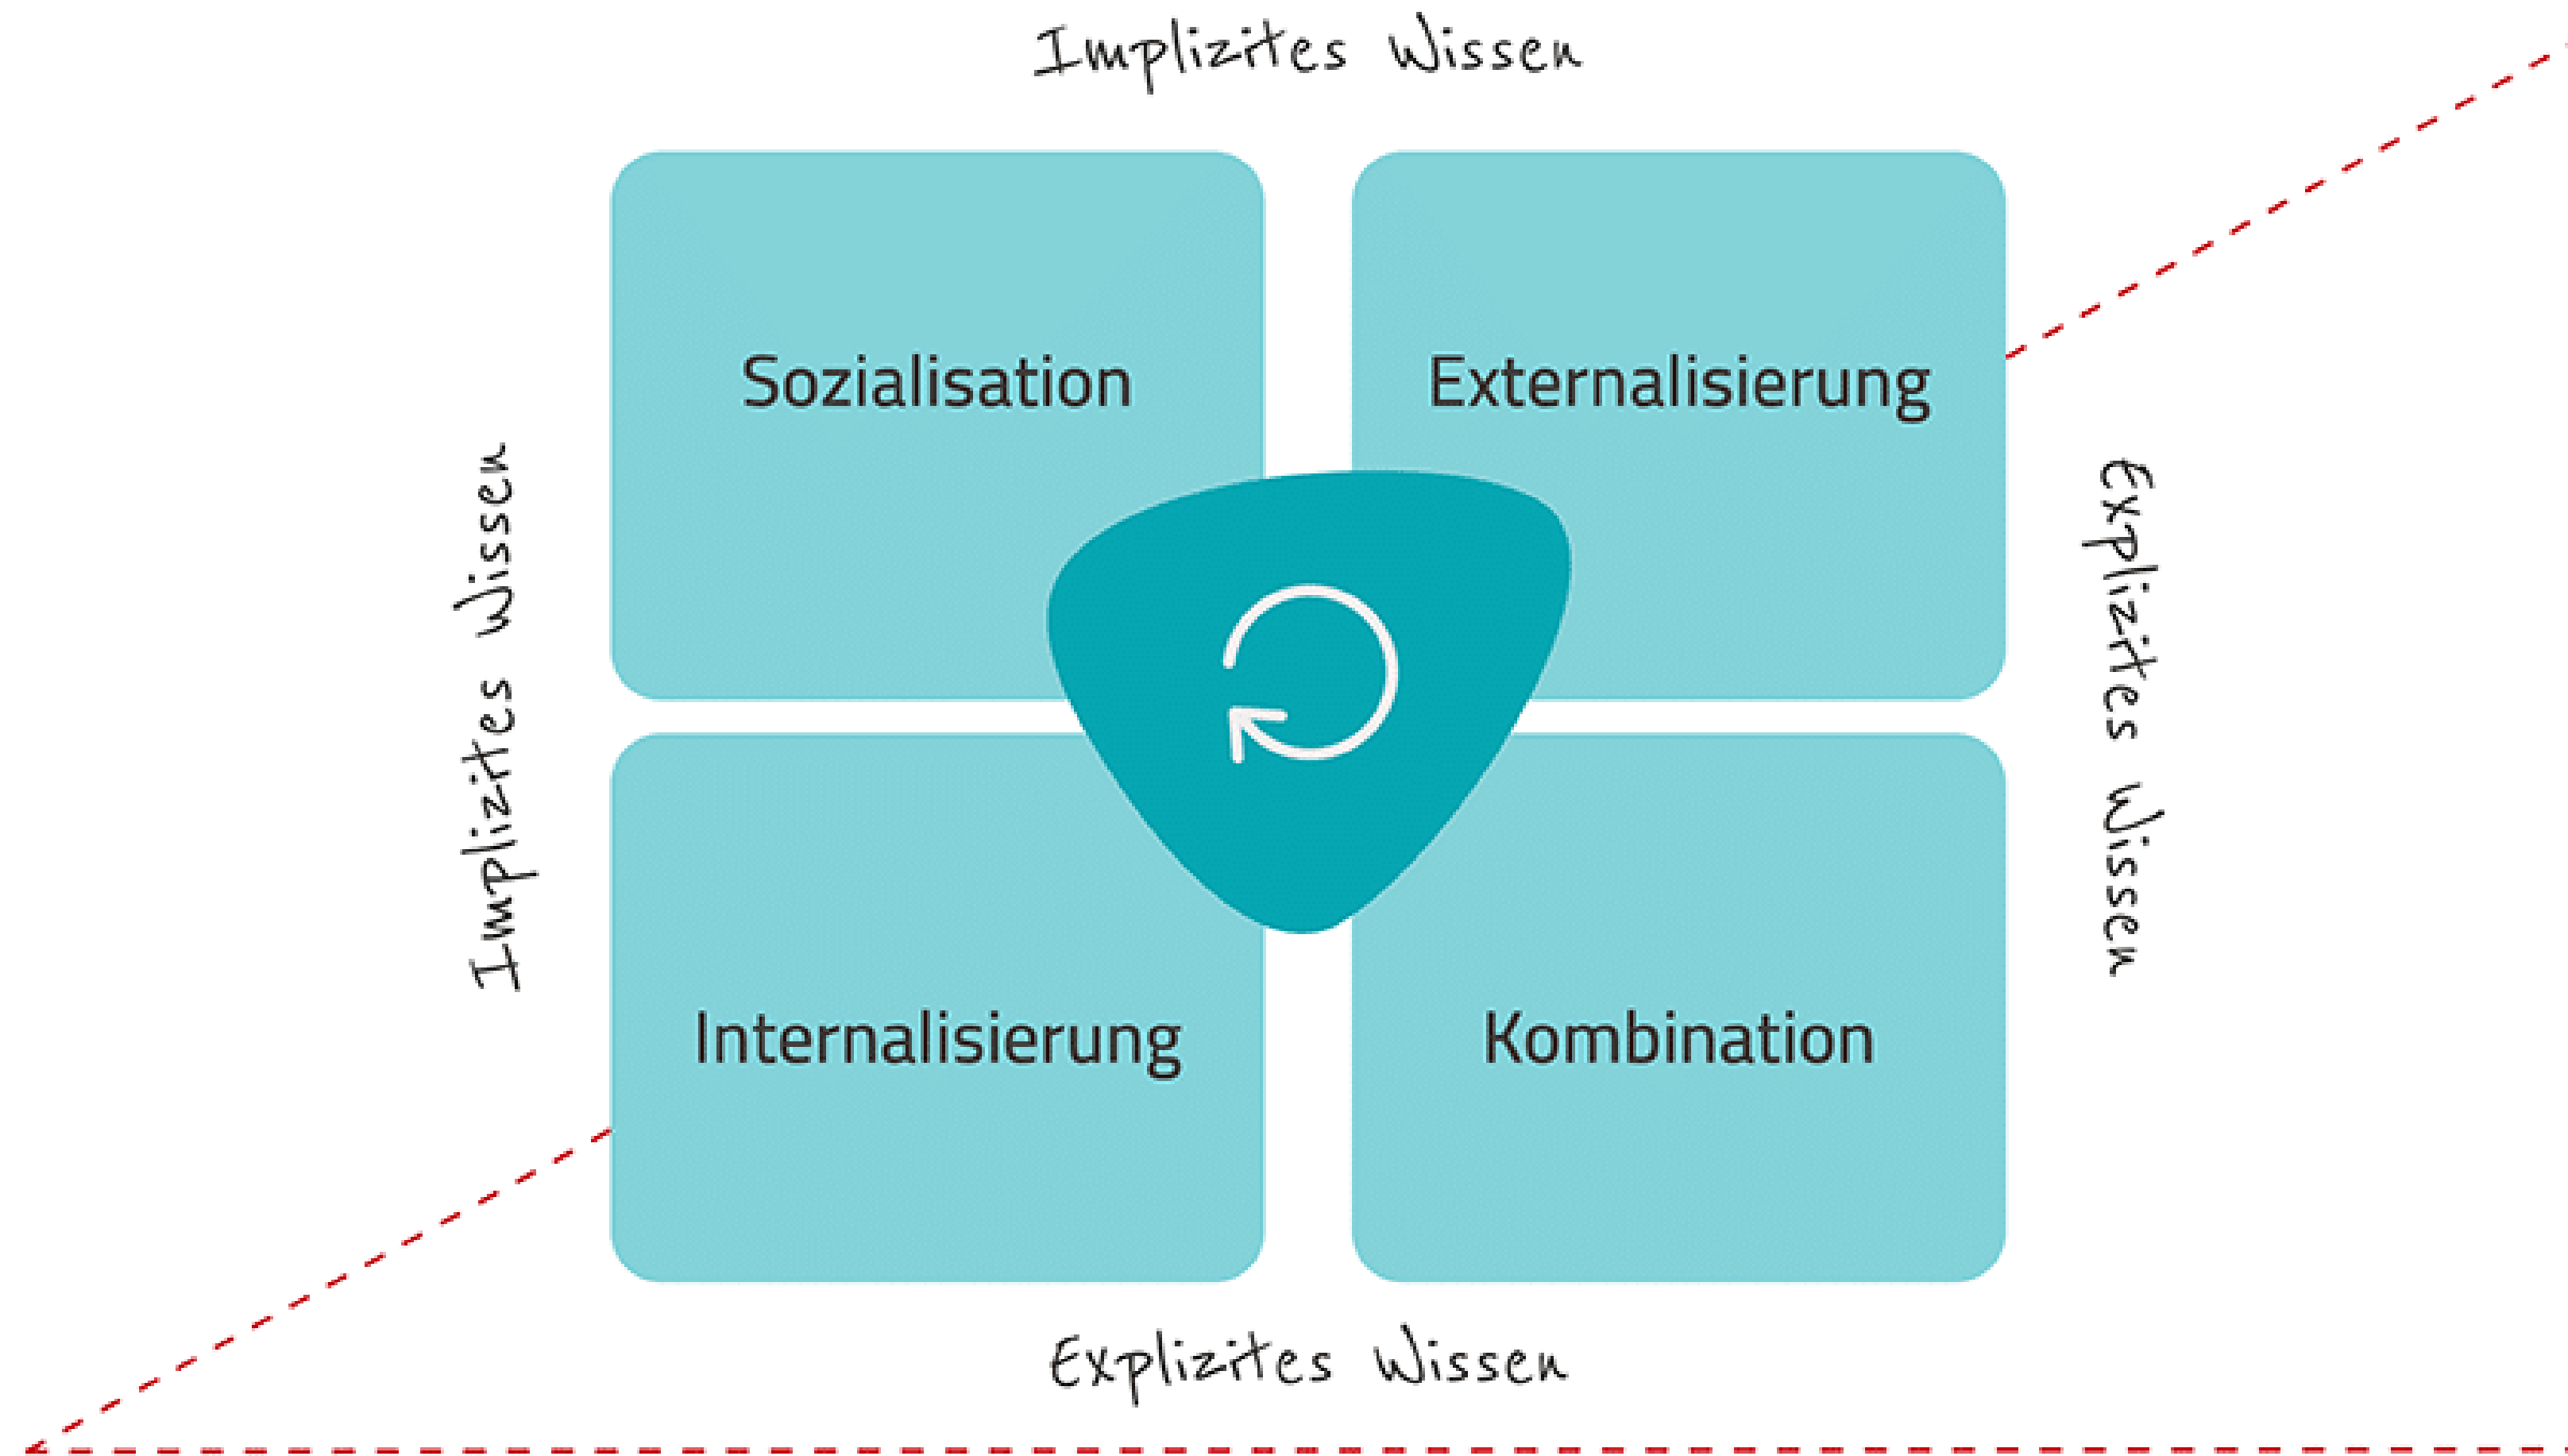 Implizites Wissen
Sozialisation
Externalisierung
Implizites Wissen
Explizites Wissen
Internalisierung
Kombination
Explizites Wissen